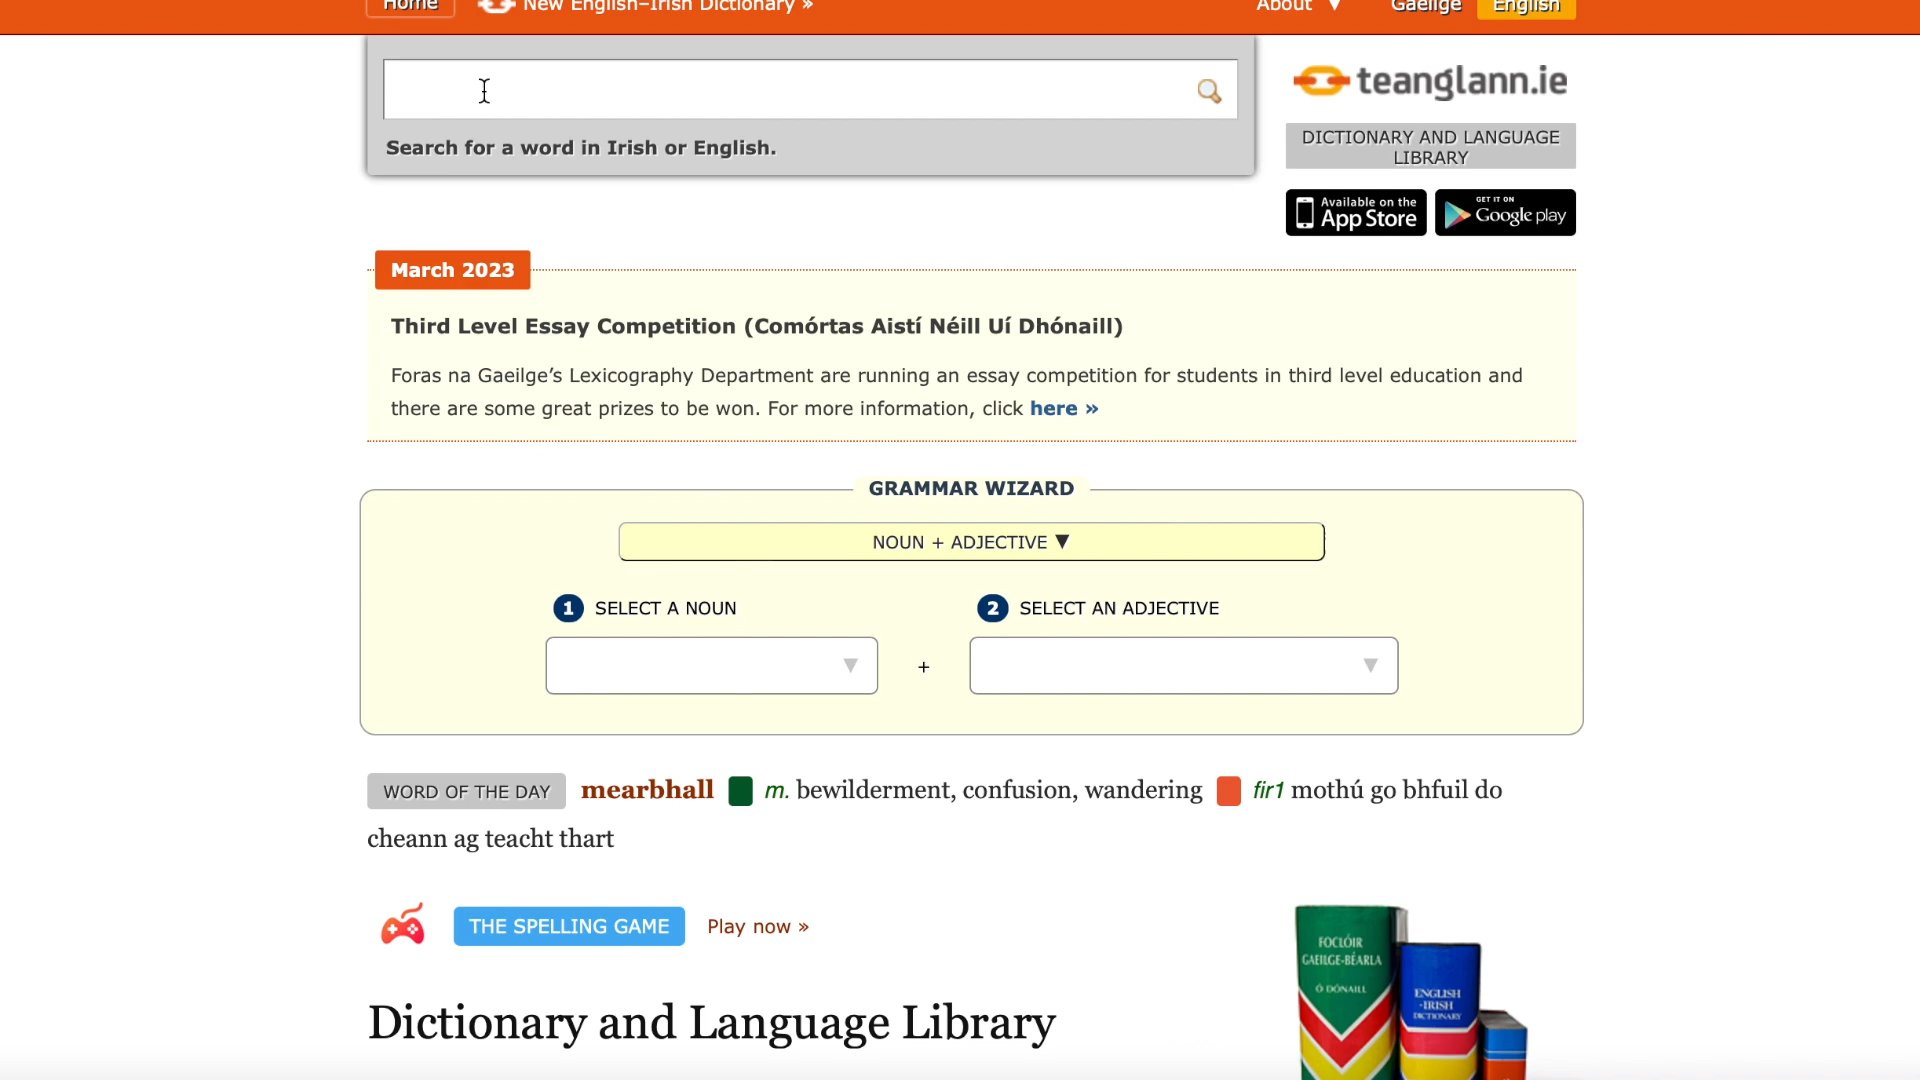 Home New English–Irish Dictionary » About ▼ Gaeilge English
Search for a word in Irish or English.
teanglann.ie
DICTIONARY AND LANGUAGE
LIBRARY
Available on the
App Store
GET IT ON
Google play
March 2023
Third Level Essay Competition (Comórtas Aistí Néill Uí Dhónaill)
Foras na Gaeilge’s Lexicography Department are running an essay competition for students in third level education and
there are some great prizes to be won. For more information, click here »
GRAMMAR WIZARD
NOUN + ADJECTIVE ▼
1 SELECT A NOUN
2 SELECT AN ADJECTIVE
+
WORD OF THE DAY mearbhall m. bewilderment, confusion, wandering fir1 mothú go bhfuil do
cheann ag teacht thart
THE SPELLING GAME Play now »
Dictionary and Language Library
FOCLÓIR
GAEILGE-BÉARLA
Ó DÓNAILL
ENGLISH
-IRISH
DICTIONARY